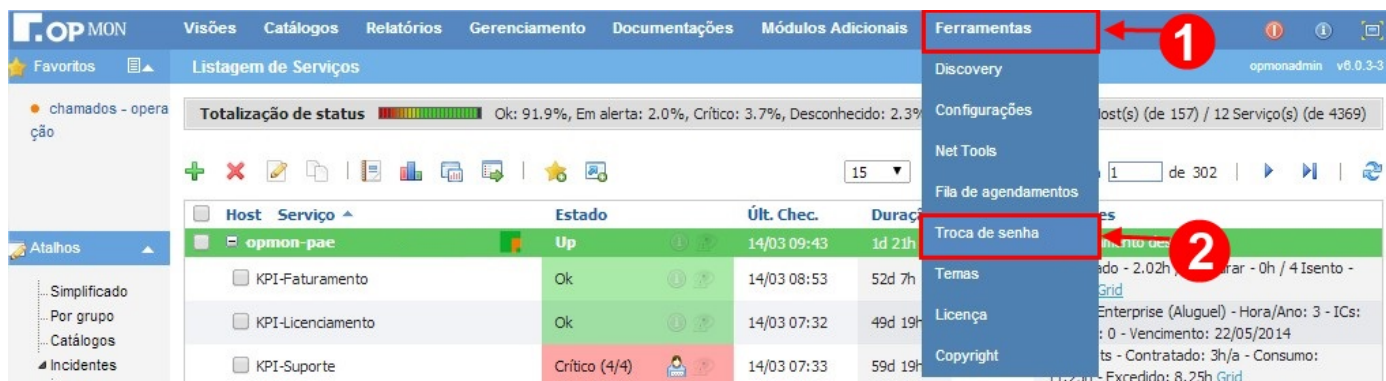 OPMON Visões Catálogos Relatórios Gerenciamento Documentações Módulos Adicionais Ferramentas 1
Favoritos Listagem de Serviços Discovery opmonadmin v6.0.3-3
chamados - opera
ção
Totalização de status Ok: 91.9%, Em alerta: 2.0%, Crítico: 3.7%, Desconhecido: 2.3% Configurações Host(s) (de 157) / 12 Serviço(s) (de 4369)
Net Tools
15 1 de 302
Fila de agendamentos
Host Serviço Estado Últ. Chec. Duraçã es
Troca de senha 2
Atalhos opmon-pae Up 14/03 09:43 1d 21h
Simplificado KPI-Faturamento Ok 14/03 08:53 52d 7h Temas ado - 2.02h rar - 0h / 4 Isento -
Grid
Por grupo KPI-Licenciamento Ok 14/03 07:32 49d 19h Licença Enterprise (Aluguel) - Hora/Ano: 3 - ICs:
: 0 - Vencimento: 22/05/2014
Catálogos
Incidentes KPI-Suporte Crítico (4/4) 14/03 07:33 59d 19h Copyright ts - Contratado: 3h/a - Consumo:
11.25h - Excedido: 8.25h Grid